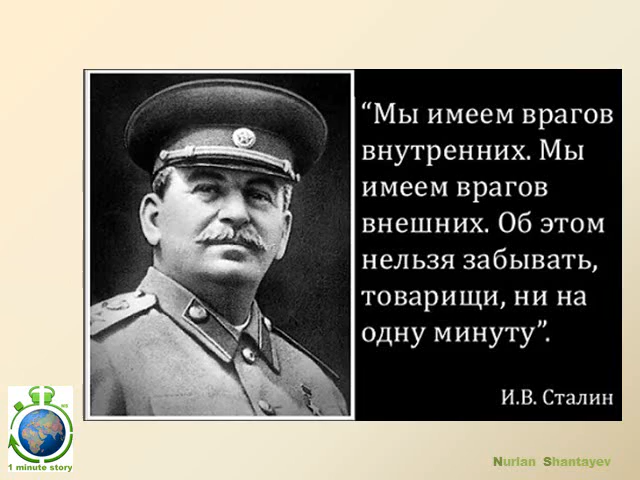 “Мы имеем врагов
внутренних. Мы
имеем врагов
внешних. Об этом
нельзя забывать,
товарищи, ни на
одну минуту”.
И.В. Сталин
1 minute story
Nurlan Shantayev